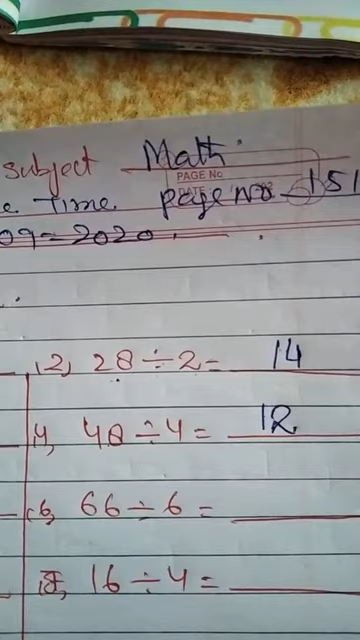 subject Math
PAGE No
DATE
e Time. page No - 151
09-2020.
(2) 28÷2= 14
4, 48÷4= 12
(6, 66÷6=
16÷4=